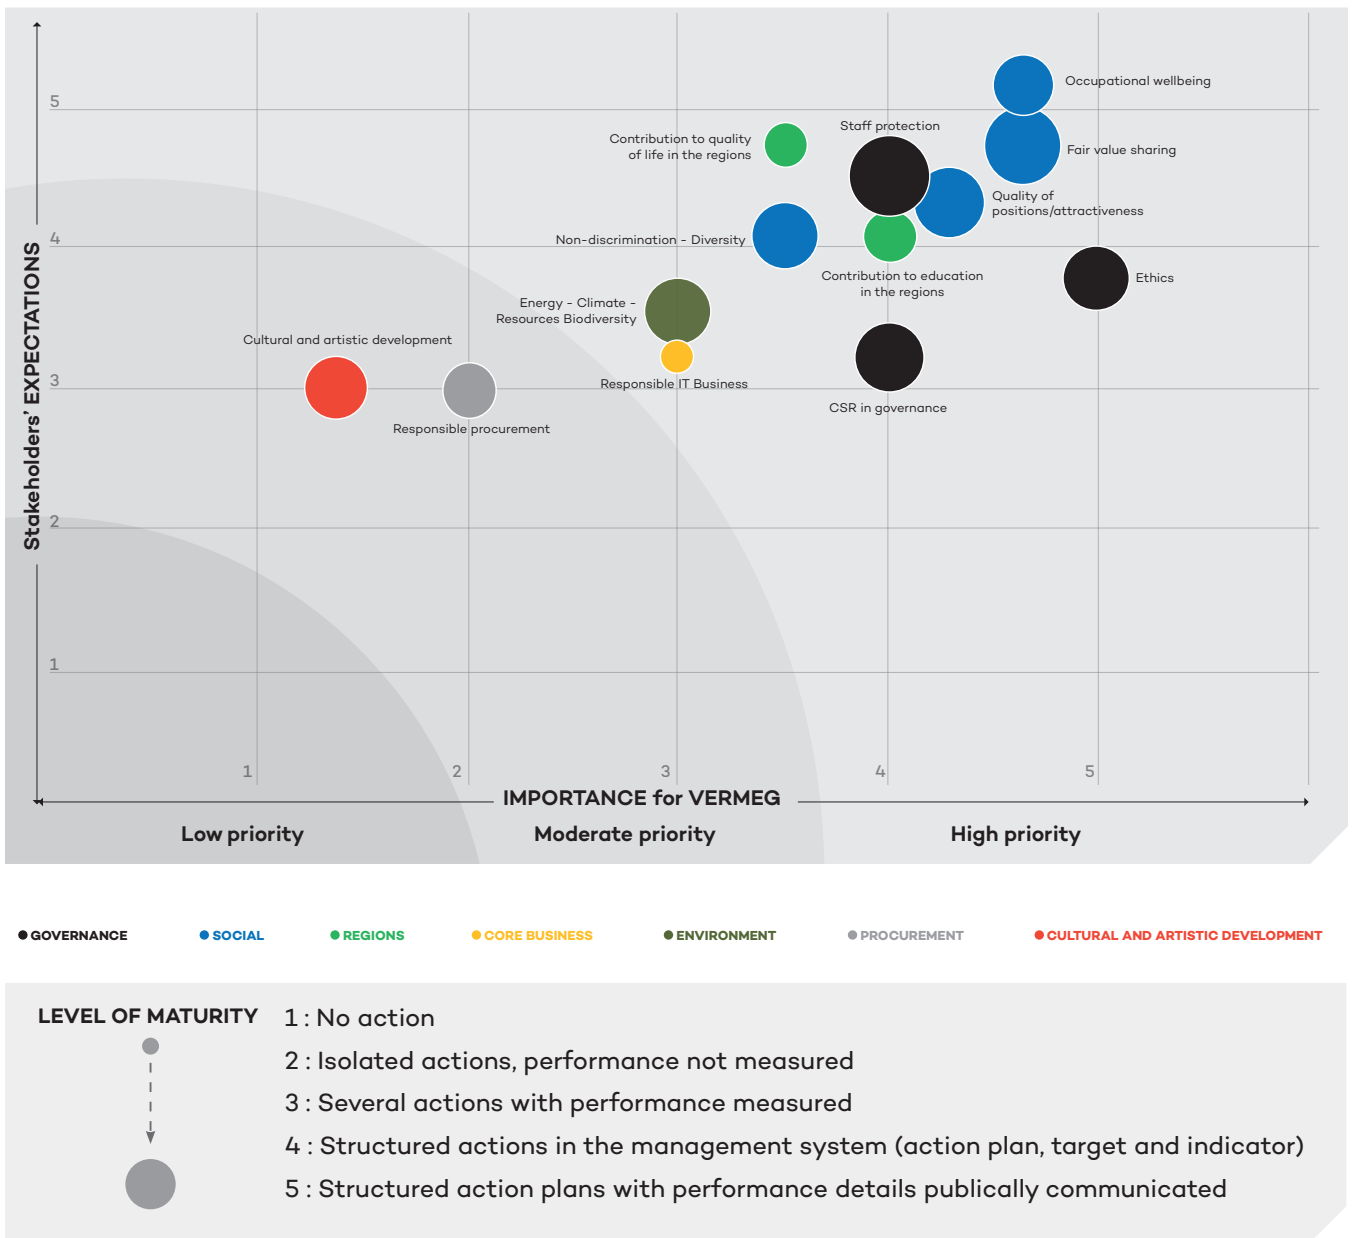 5
Occupational wellbeing
Staff protection
Contribution to quality
of life in the regions
Fair value sharing
Quality of
positions/attractiveness
4
Non-discrimination - Diversity
Contribution to education
in the regions
Ethics
Energy - Climate -
Resources Biodiversity
Cultural and artistic development
3
Responsible IT Business
CSR in governance
Responsible procurement
Stakeholders' EXPECTATIONS
2
1
1 2 3 4 5
IMPORTANCE for VERMEG
Low priority Moderate priority High priority
GOVERNANCE SOCIAL REGIONS CORE BUSINESS ENVIRONMENT PROCUREMENT CULTURAL AND ARTISTIC DEVELOPMENT
LEVEL OF MATURITY
1 : No action
2 : Isolated actions, performance not measured
3 : Several actions with performance measured
4 : Structured actions in the management system (action plan, target and indicator)
5 : Structured action plans with performance details publically communicated